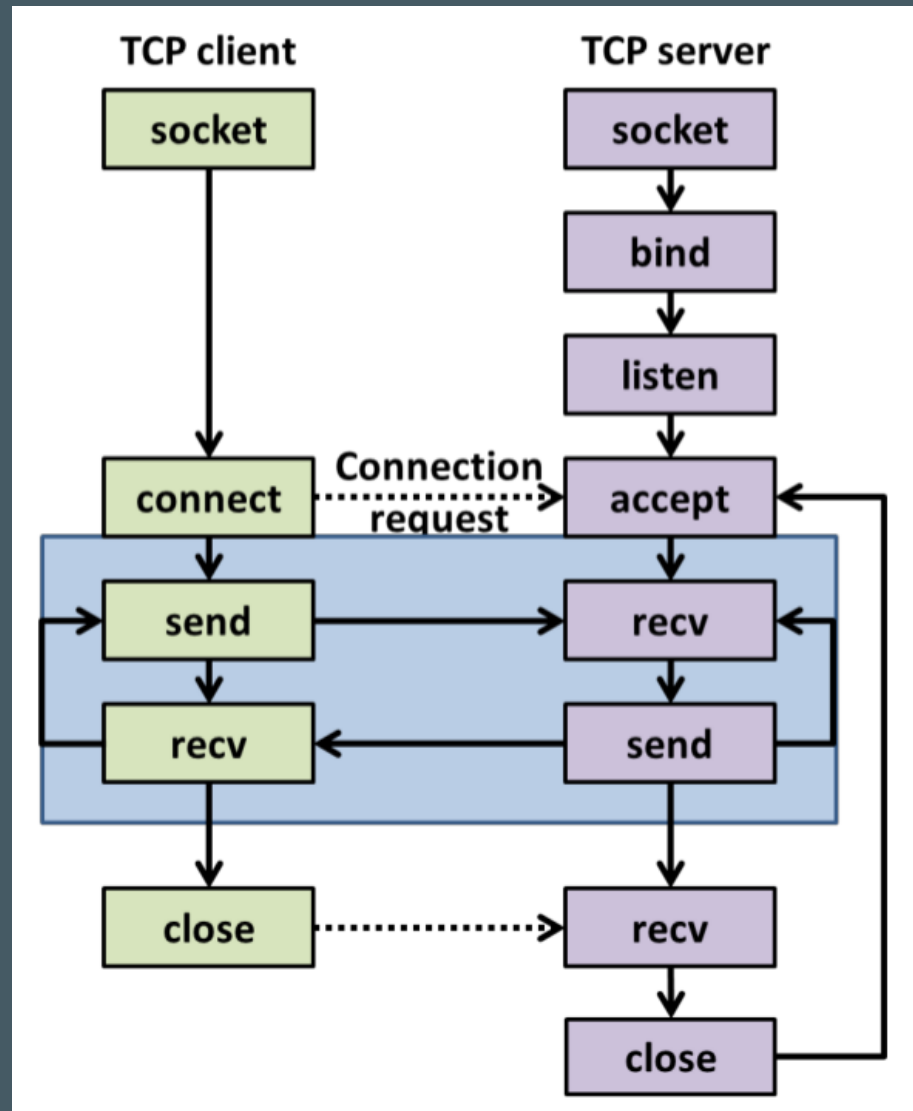 TCP client
TCP server
socket
socket
bind
listen
connect
Connection
request
accept
send
recv
recv
send
close
recv
close